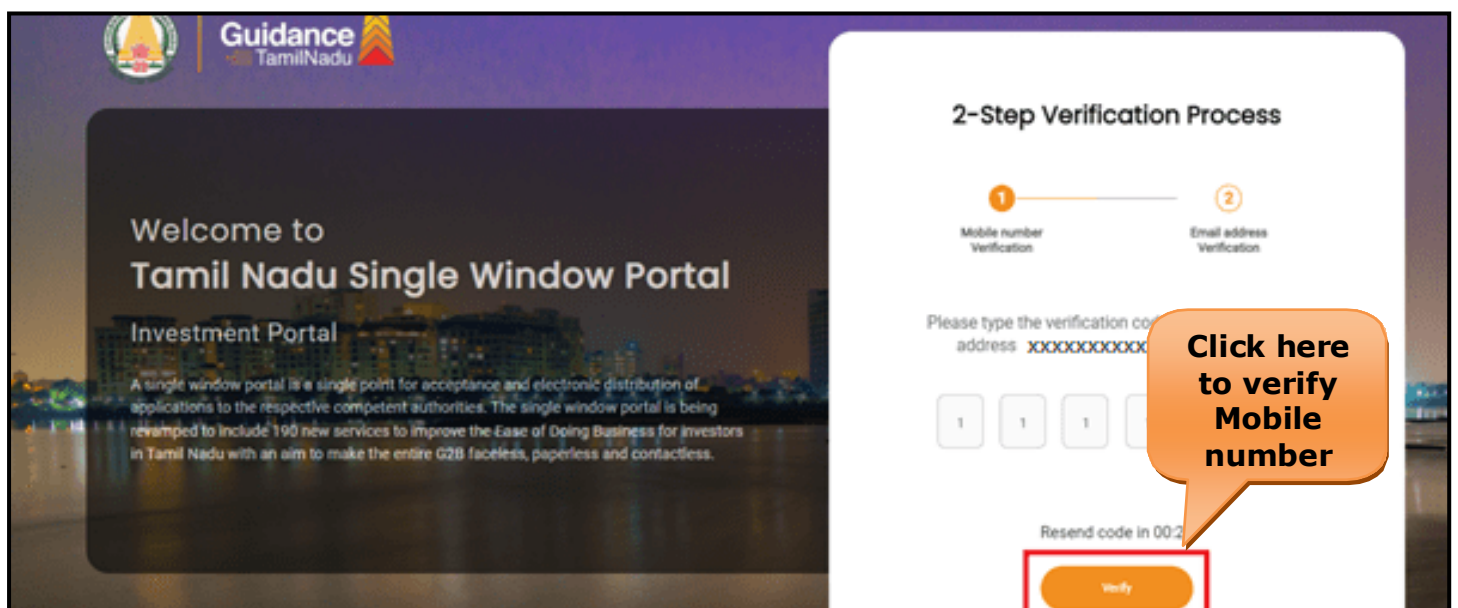 Guidance
TamilNadu
Welcome to
Tamil Nadu Single Window Portal
Investment Portal
A single window portal is a single point for acceptance and electronic distribution of
applications to the respective competent authorities. The single window portal is being
revamped to include 190 new services to improve the Ease of Doing Business for investors
in Tamil Nadu with an aim to make the entire G2B faceless, paperless and contactless.
2-Step Verification Process
1
2
Mobile number
Verification
Email address
Verification
Please type the verification
address xxxxxxxxxx
1 1 1
Click here
to verify
Mobile
number
Resend code in 00:2
Verify